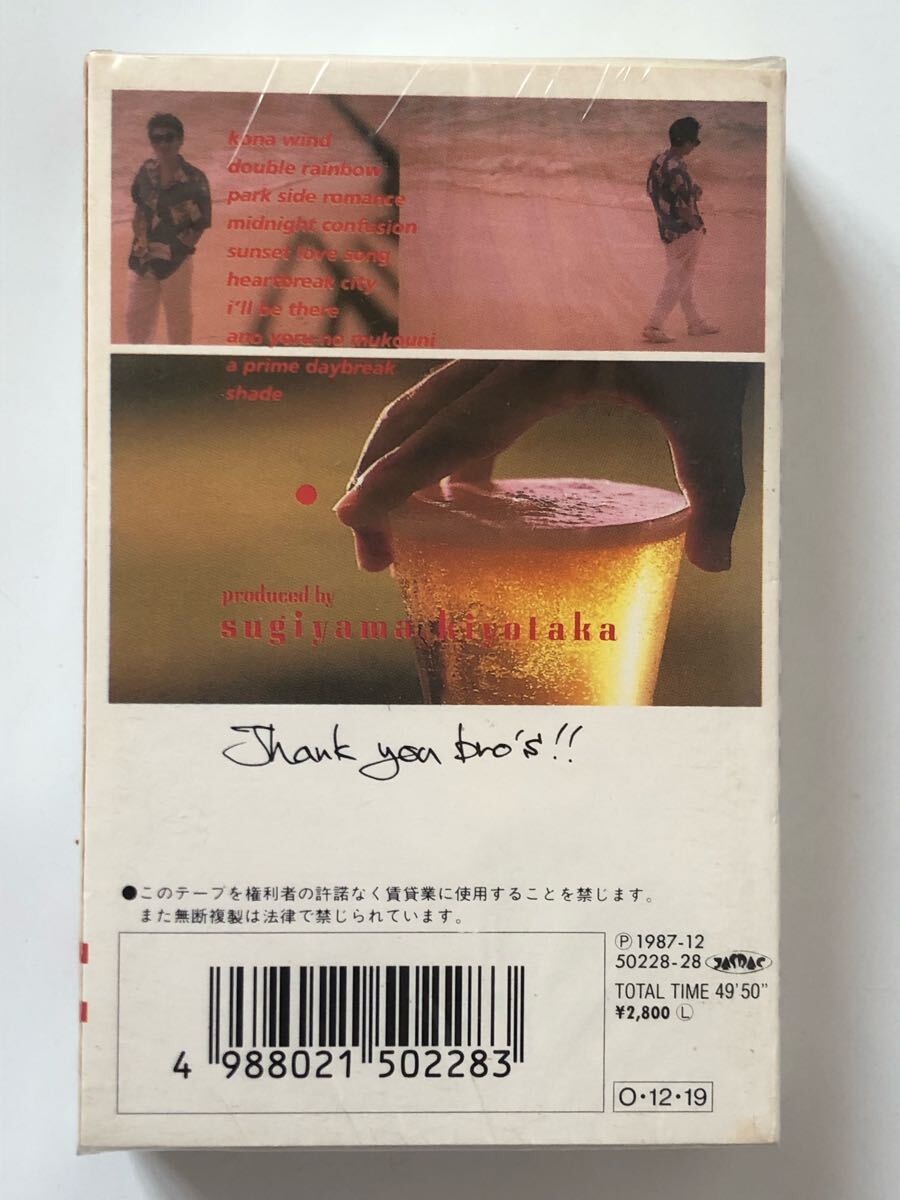 kona wind
double rainbow
park side romance
midnight confusion
sunset love song
heartbreak city
i'll be there
ano yoru no mukouni
a prime daybreak
shade
produced by
sugiyama kiyotaka
Thank you bro's!!
●このテープを権利者の許諾なく賃貸業に使用することを禁じます。
また無断複製は法律で禁じられています。
Ⓟ1987-12
50228-28 JASRAC
TOTAL TIME 49'50"
¥2,800 Ⓛ
4 988021 502283
O・12・19